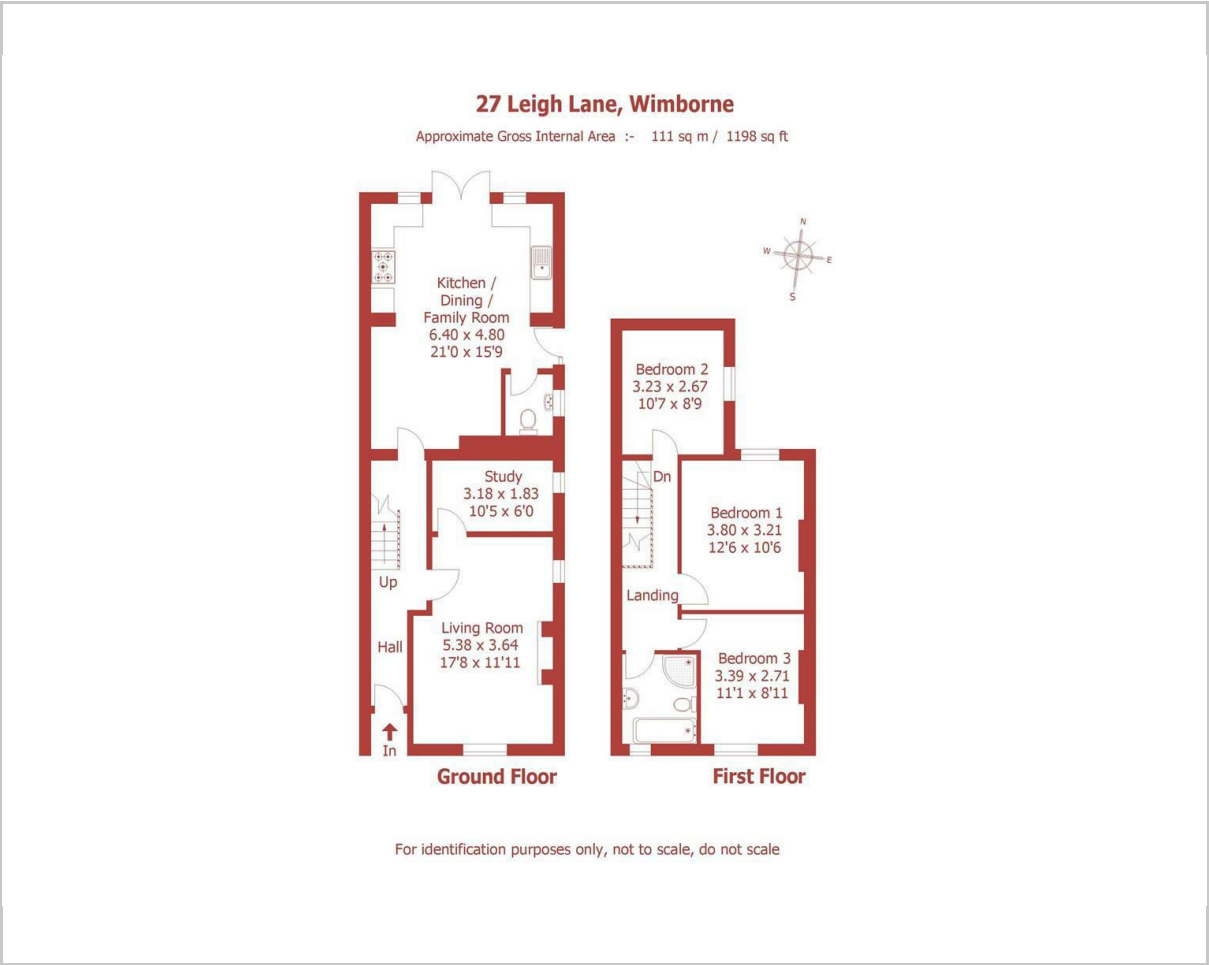 27 Leigh Lane, Wimborne
Approximate Gross Internal Area :- 111 sq m / 1198 sq ft
N
W
E
S
Kitchen /
Dining /
Family Room
6.40 x 4.80
21'0 x 15'9
Study
3.18 x 1.83
10'5 x 6'0
Up
Living Room
5.38 x 3.64
17'8 x 11'11
Hall
In
Ground Floor
Bedroom 2
3.23 x 2.67
10'7 x 8'9
Dn
Bedroom 1
3.80 x 3.21
12'6 x 10'6
Landing
Bedroom 3
3.39 x 2.71
11'1 x 8'11
First Floor
For identification purposes only, not to scale, do not scale